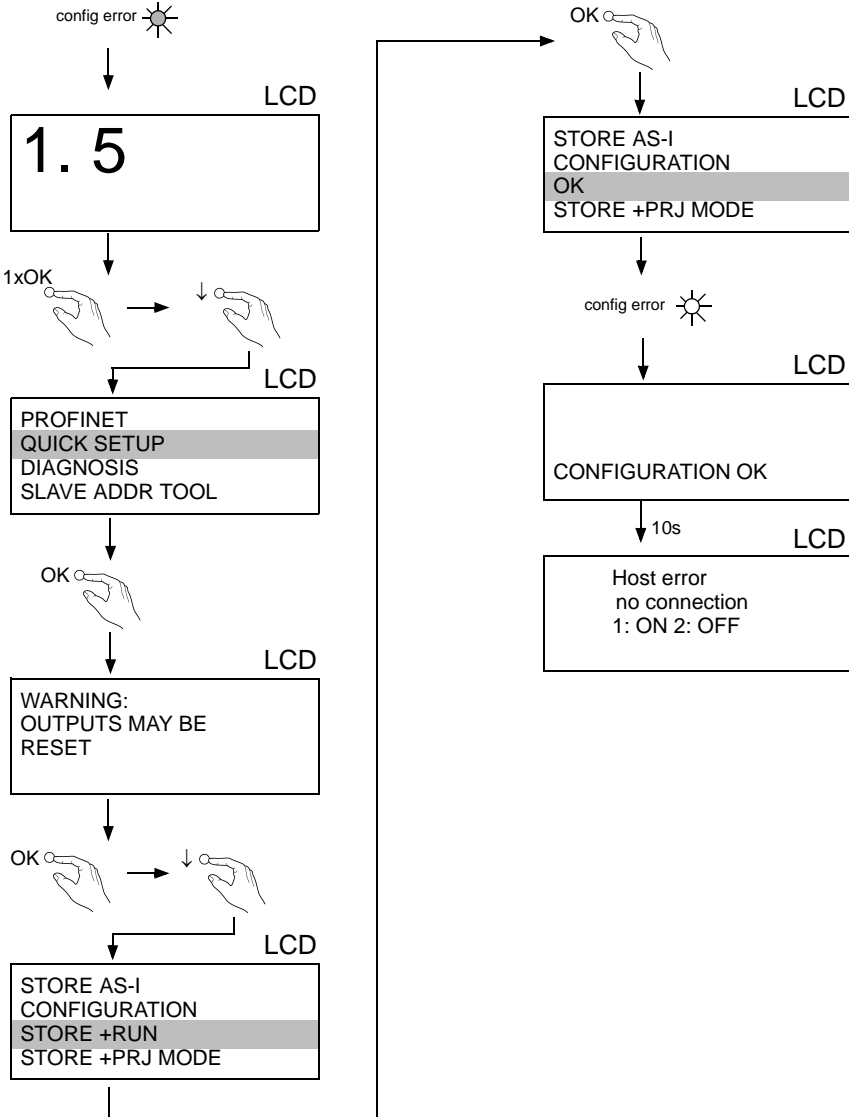 config error
LCD
1. 5
1xOK
↓
LCD
PROFINET
QUICK SETUP
DIAGNOSIS
SLAVE ADDR TOOL
OK
LCD
WARNING:
OUTPUTS MAY BE
RESET
OK
↓
LCD
STORE AS-I
CONFIGURATION
STORE +RUN
STORE +PRJ MODE
OK
LCD
STORE AS-I
CONFIGURATION
OK
STORE +PRJ MODE
config error
LCD
CONFIGURATION OK
10s
LCD
Host error
no connection
1: ON 2: OFF